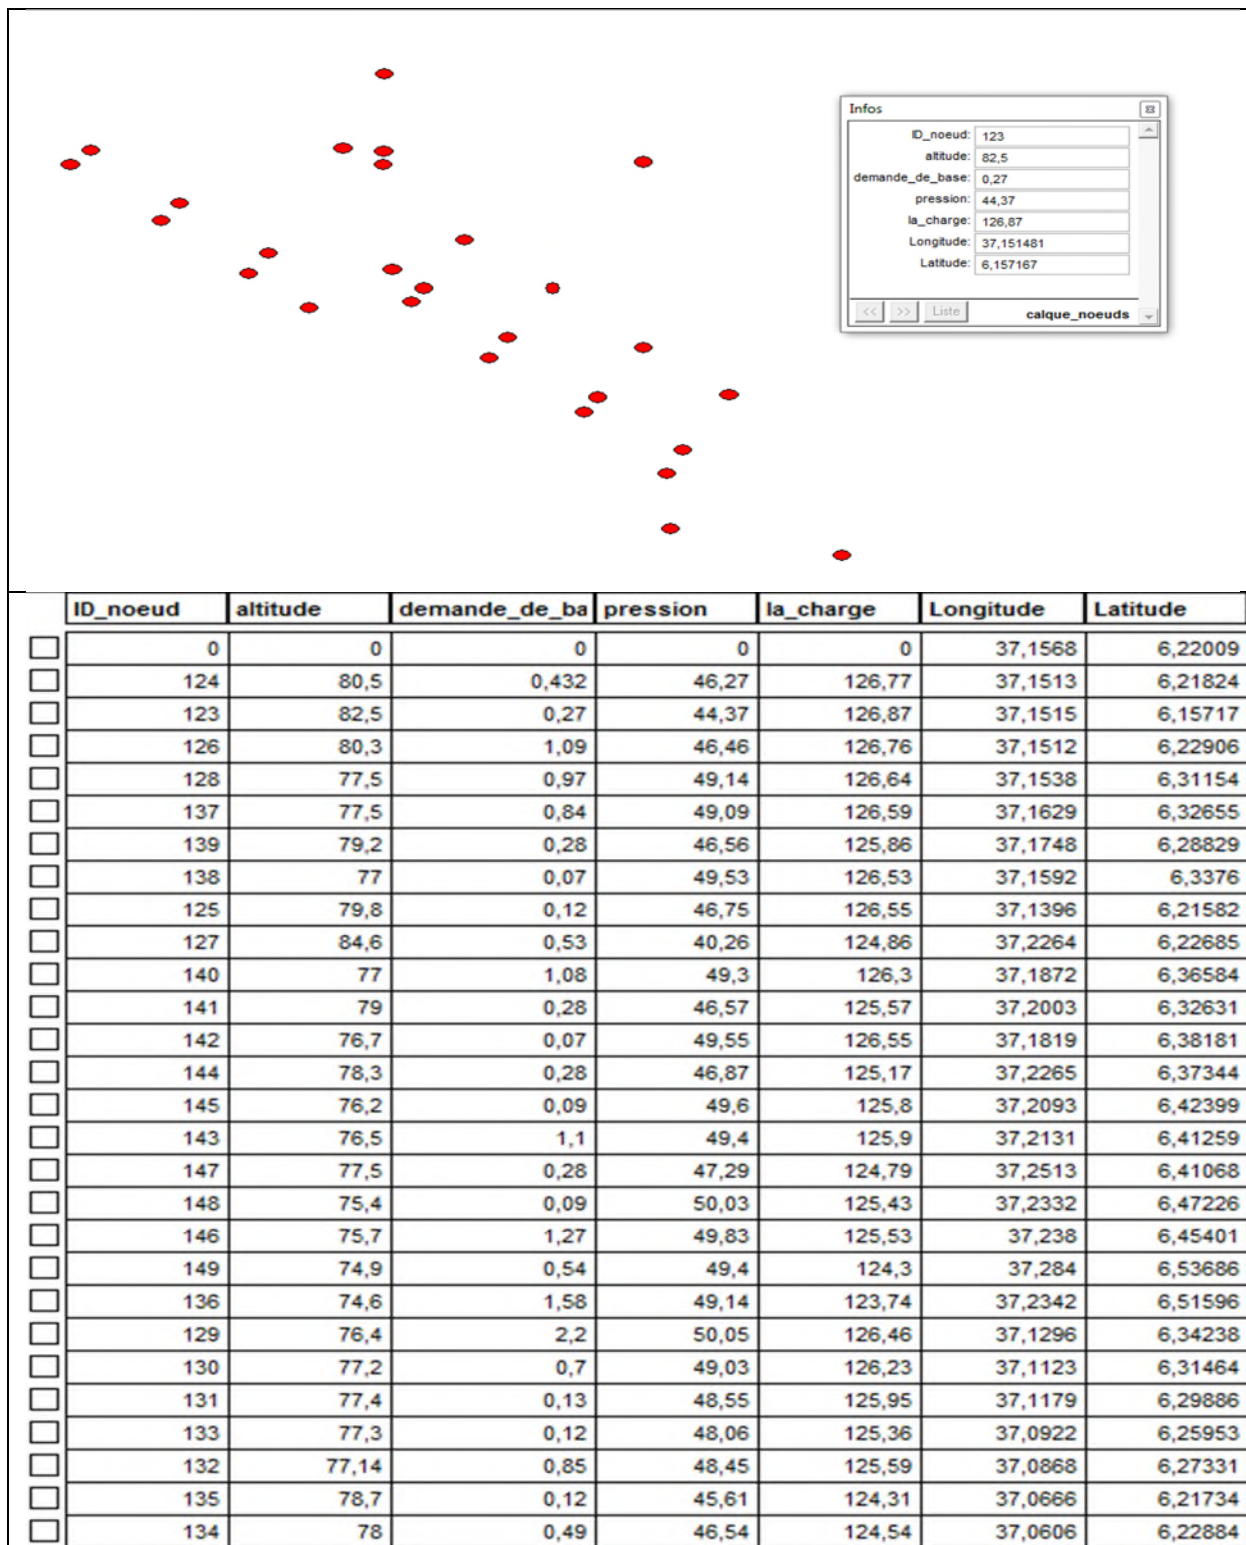 Infos
ID_noeud: 123
altitude: 82,5
demande_de_base: 0,27
pression: 44,37
la_charge: 126,87
Longitude: 37,151481
Latitude: 6,157167
<< >> Liste calque_noeuds
ID_noeud altitude demande_de_ba pression la_charge Longitude Latitude
0 0 0 0 0 37,1568 6,22009
124 80,5 0,432 46,27 126,77 37,1513 6,21824
123 82,5 0,27 44,37 126,87 37,1515 6,15717
126 80,3 1,09 46,46 126,76 37,1512 6,22906
128 77,5 0,97 49,14 126,64 37,1538 6,31154
137 77,5 0,84 49,09 126,59 37,1629 6,32655
139 79,2 0,28 46,56 125,86 37,1748 6,28829
138 77 0,07 49,53 126,53 37,1592 6,3376
125 79,8 0,12 46,75 126,55 37,1396 6,21582
127 84,6 0,53 40,26 124,86 37,2264 6,22685
140 77 1,08 49,3 126,3 37,1872 6,36584
141 79 0,28 46,57 125,57 37,2003 6,32631
142 76,7 0,07 49,55 126,55 37,1819 6,38181
144 78,3 0,28 46,87 125,17 37,2265 6,37344
145 76,2 0,09 49,6 125,8 37,2093 6,42399
143 76,5 1,1 49,4 125,9 37,2131 6,41259
147 77,5 0,28 47,29 124,79 37,2513 6,41068
148 75,4 0,09 50,03 125,43 37,2332 6,47226
146 75,7 1,27 49,83 125,53 37,238 6,45401
149 74,9 0,54 49,4 124,3 37,284 6,53686
136 74,6 1,58 49,14 123,74 37,2342 6,51596
129 76,4 2,2 50,05 126,46 37,1296 6,34238
130 77,2 0,7 49,03 126,23 37,1123 6,31464
131 77,4 0,13 48,55 125,95 37,1179 6,29886
133 77,3 0,12 48,06 125,36 37,0922 6,25953
132 77,14 0,85 48,45 125,59 37,0868 6,27331
135 78,7 0,12 45,61 124,31 37,0666 6,21734
134 78 0,49 46,54 124,54 37,0606 6,22884